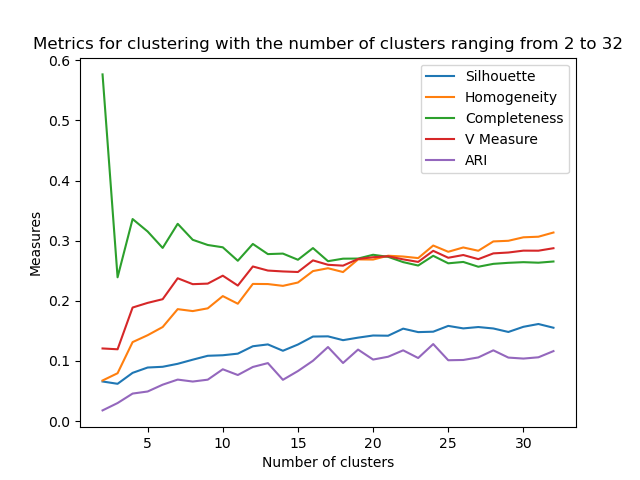 Metrics for clustering with the number of clusters ranging from 2 to 32
Measures
0.6
0.5
0.4
0.3
0.2
0.1
0.0
Silhouette
Homogeneity
Completeness
V Measure
ARI
5 10 15 20 25 30
Number of clusters